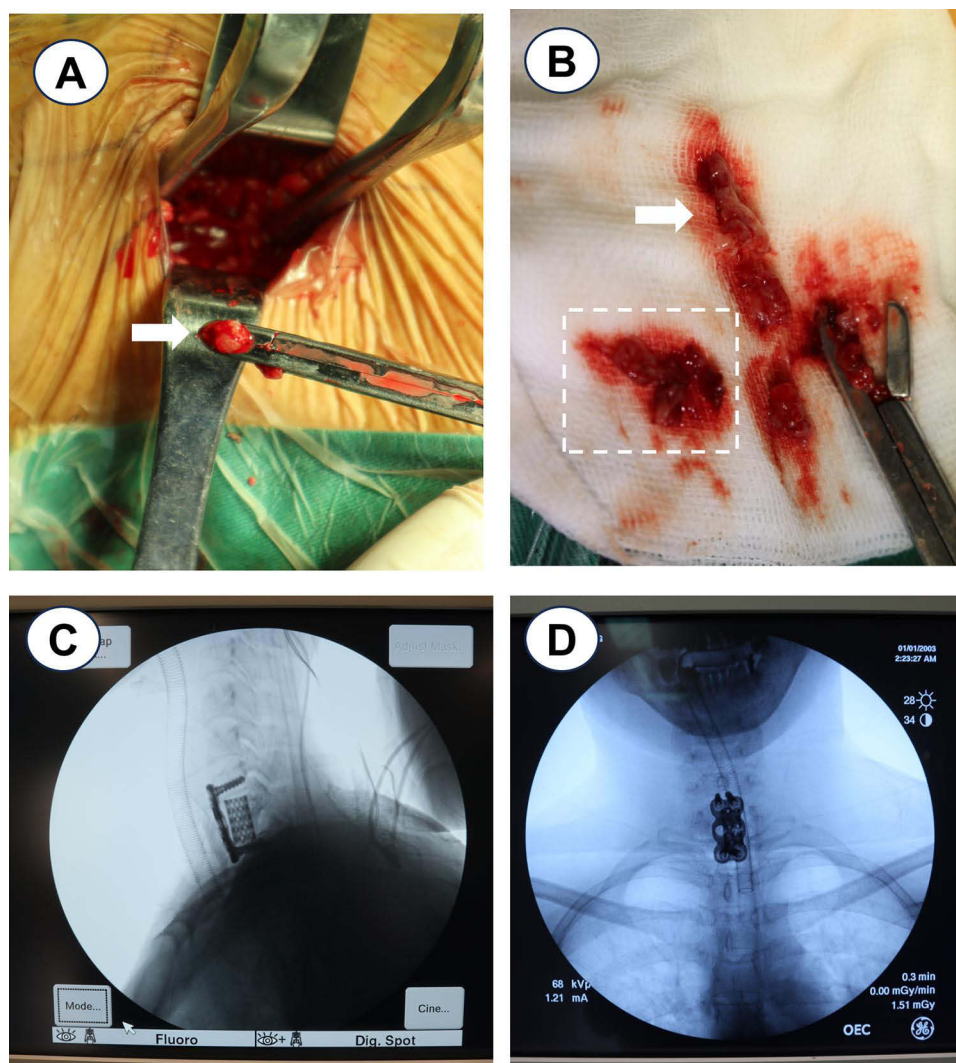 A
B
C
Adjust Mask...
Mode...
Cine...
Fluoro
Dig. Spot
D
01/01/2003
2:23:27 AM
28
34
68 kVp
1.21 mA
0.3 min
0.00 mGy/min
1.51 mGy
OEC